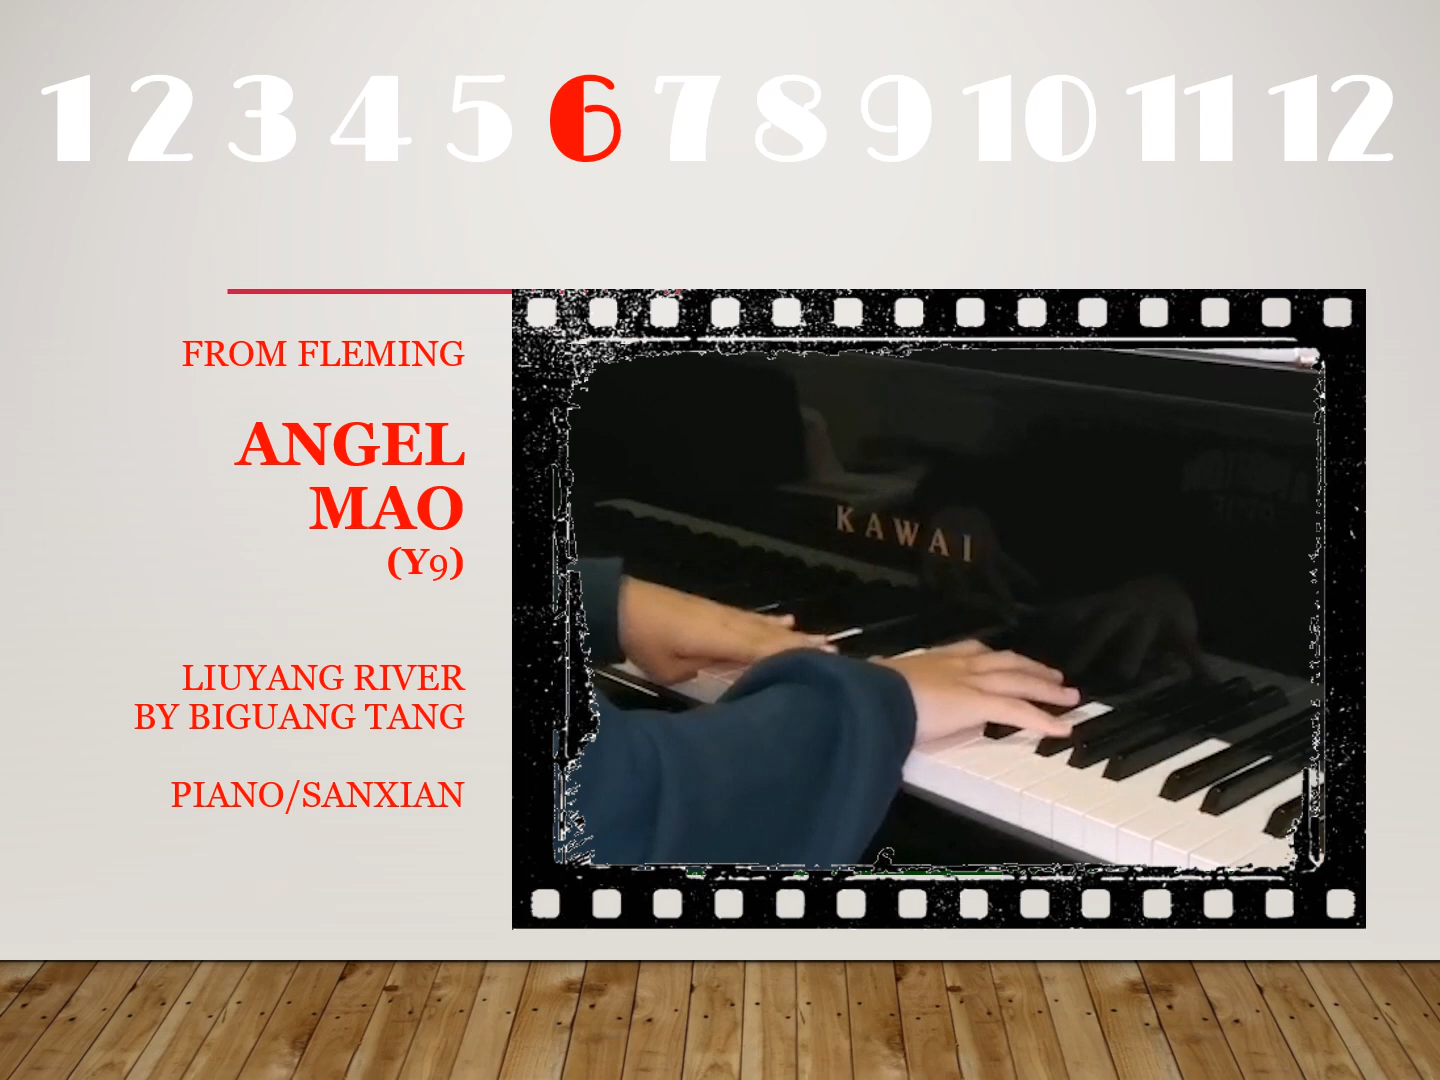 1 2 3 4 5 6 7 8 9 10 11 12
FROM FLEMING
ANGEL
MAO
(Y9)
LIUYANG RIVER
BY BIGUANG TANG
PIANO/SANXIAN
KAWAI